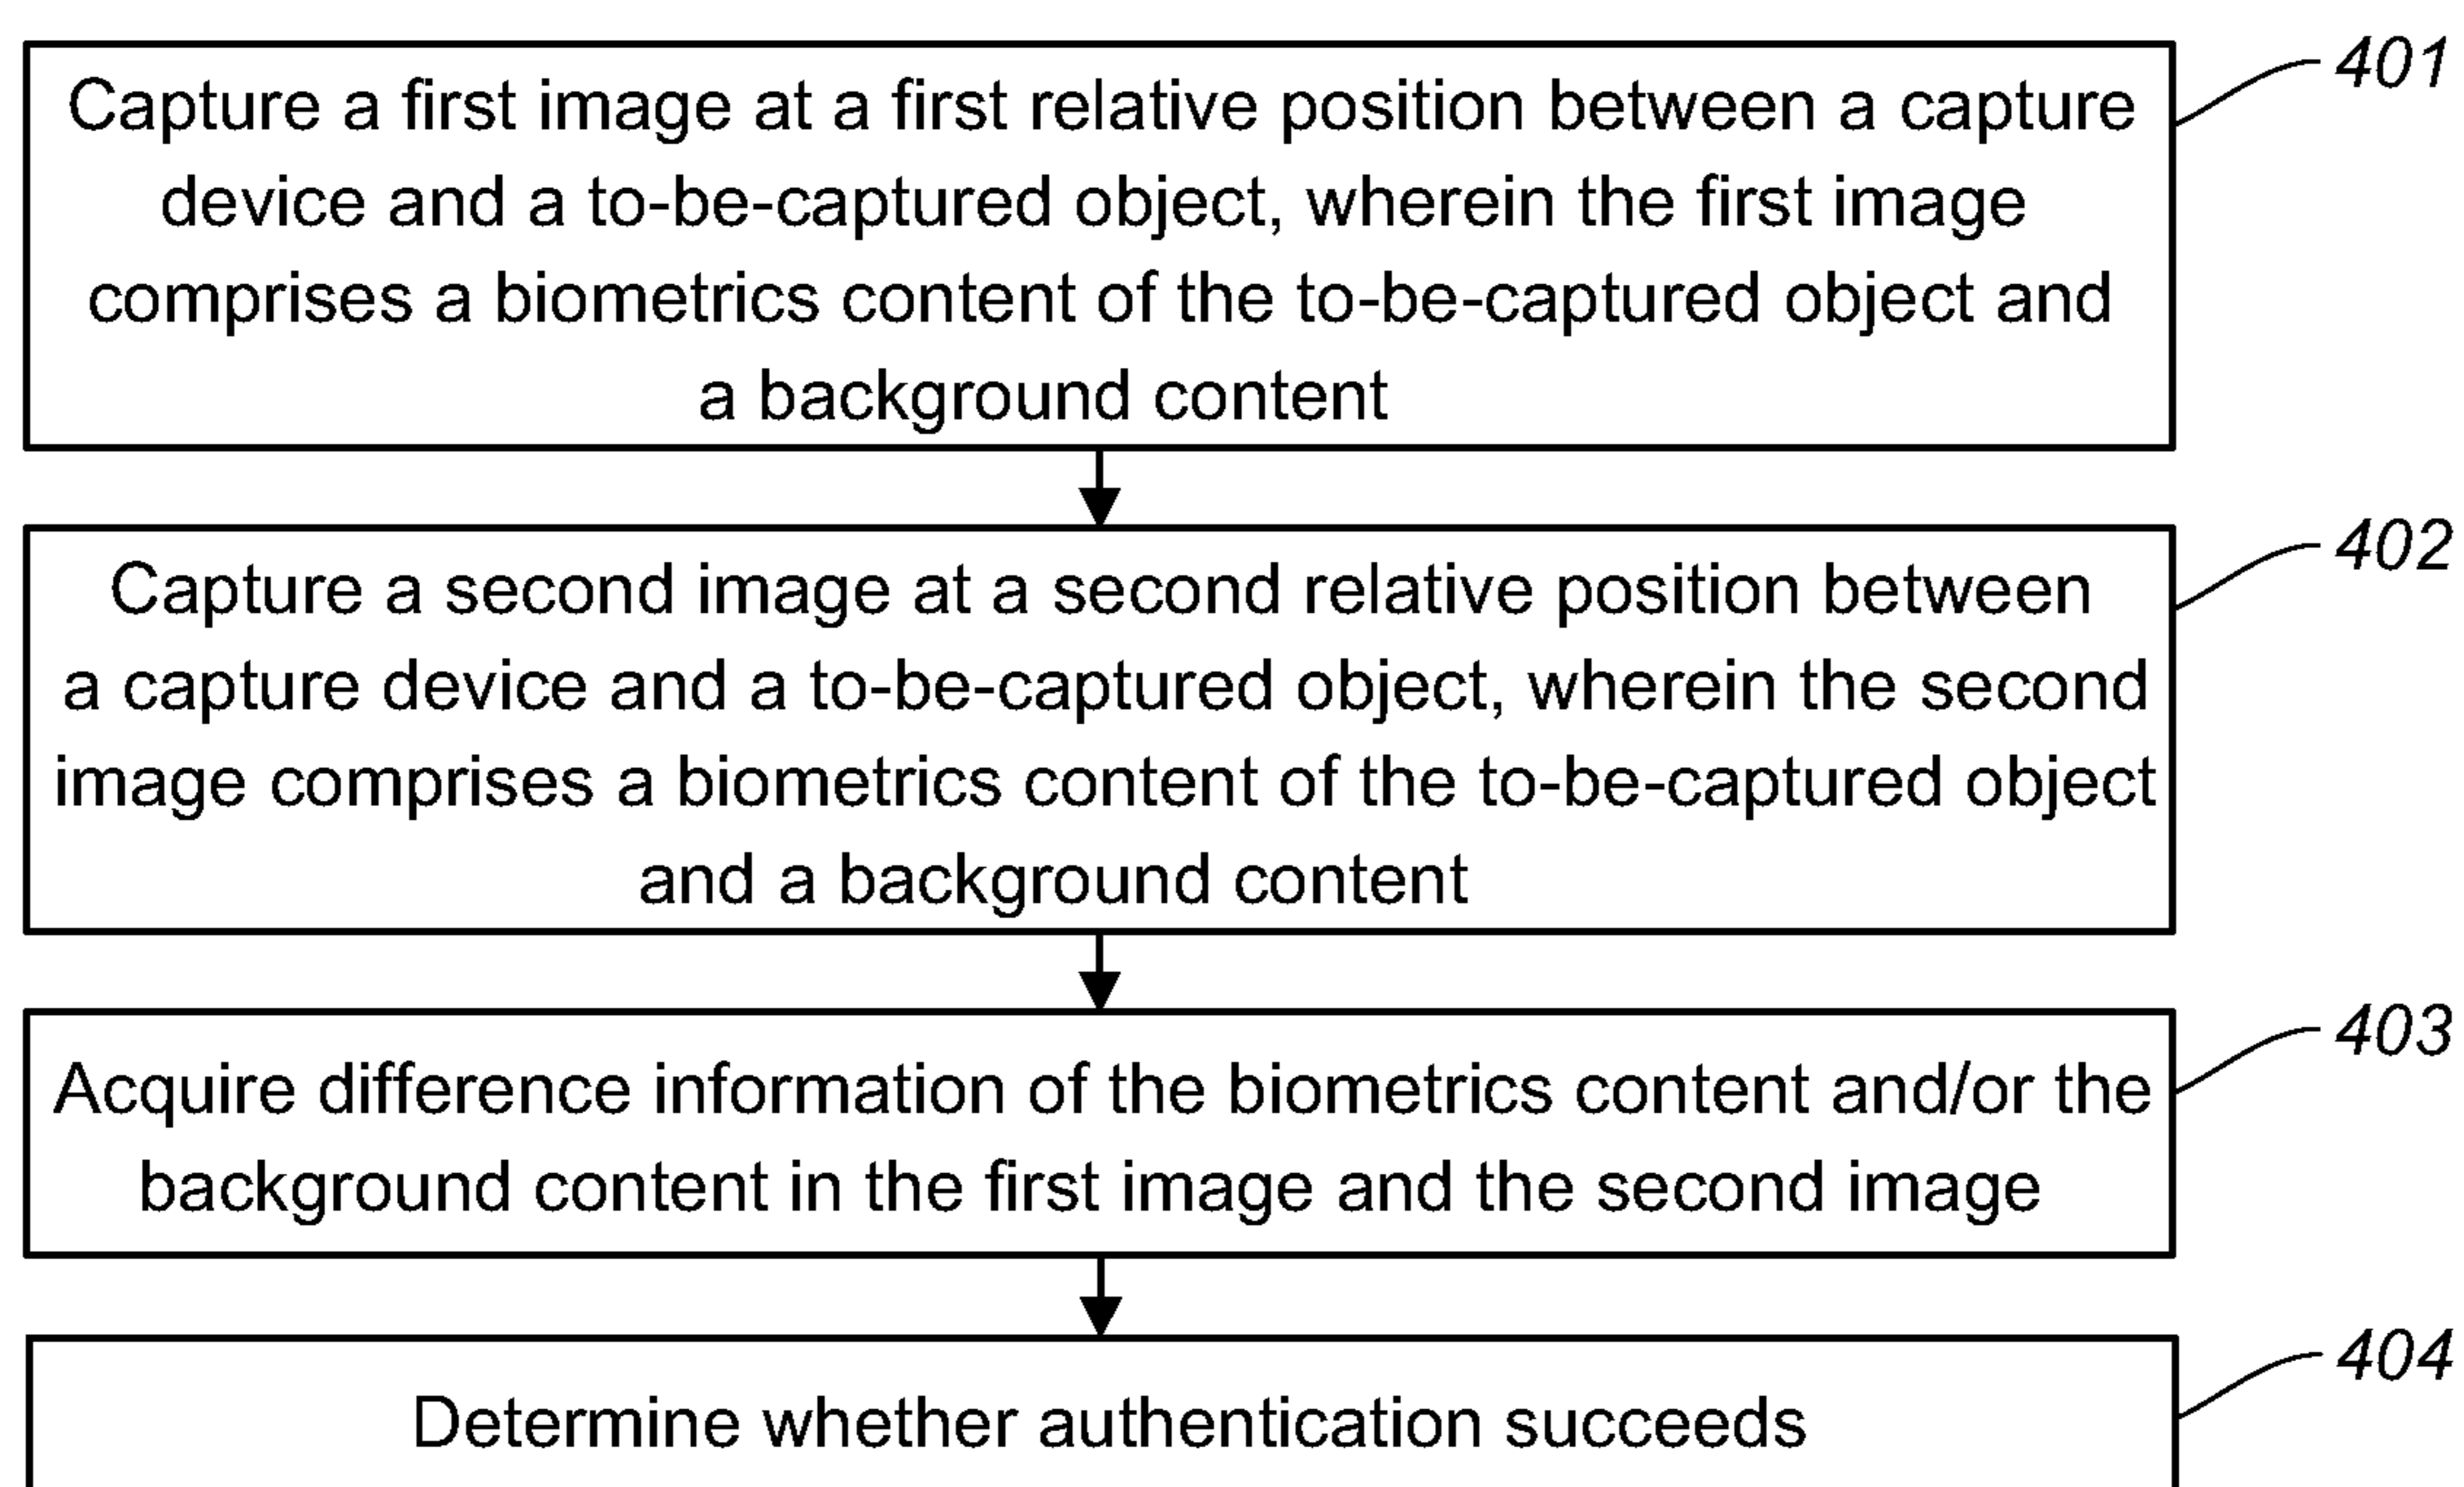 401
Capture a first image at a first relative position between a capture
device and a to-be-captured object, wherein the first image
comprises a biometrics content of the to-be-captured object and
a background content
402
Capture a second image at a second relative position between
a capture device and a to-be-captured object, wherein the second
image comprises a biometrics content of the to-be-captured object
and a background content
403
Acquire difference information of the biometrics content and/or the
background content in the first image and the second image
404
Determine whether authentication succeeds